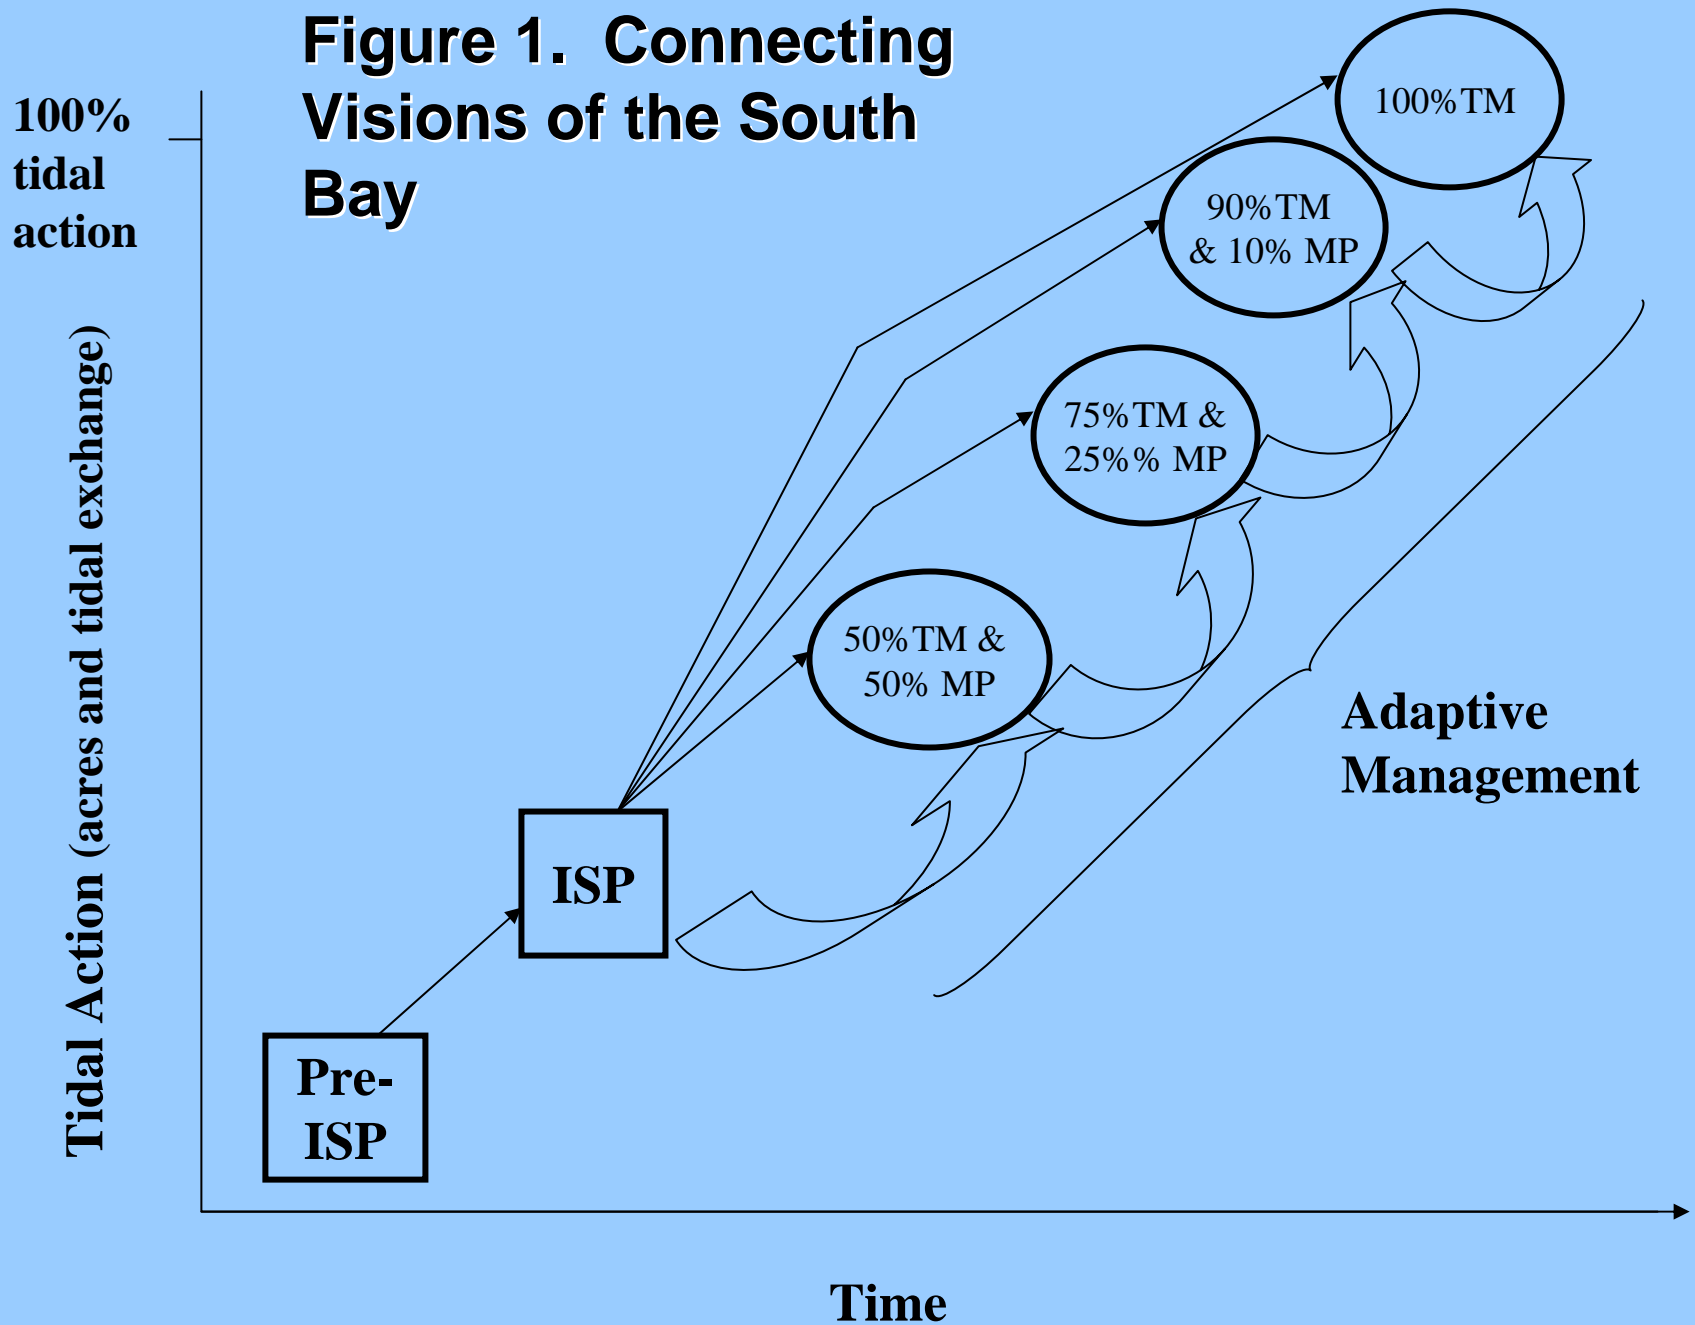 Figure 1. Connecting
Visions of the South
Bay
100%
tidal
action
Tidal Action (acres and tidal exchange)
100%TM
90%TM
& 10% MP
75%TM &
25%% MP
50%TM &
50% MP
Adaptive
Management
ISP
Pre-
ISP
Time